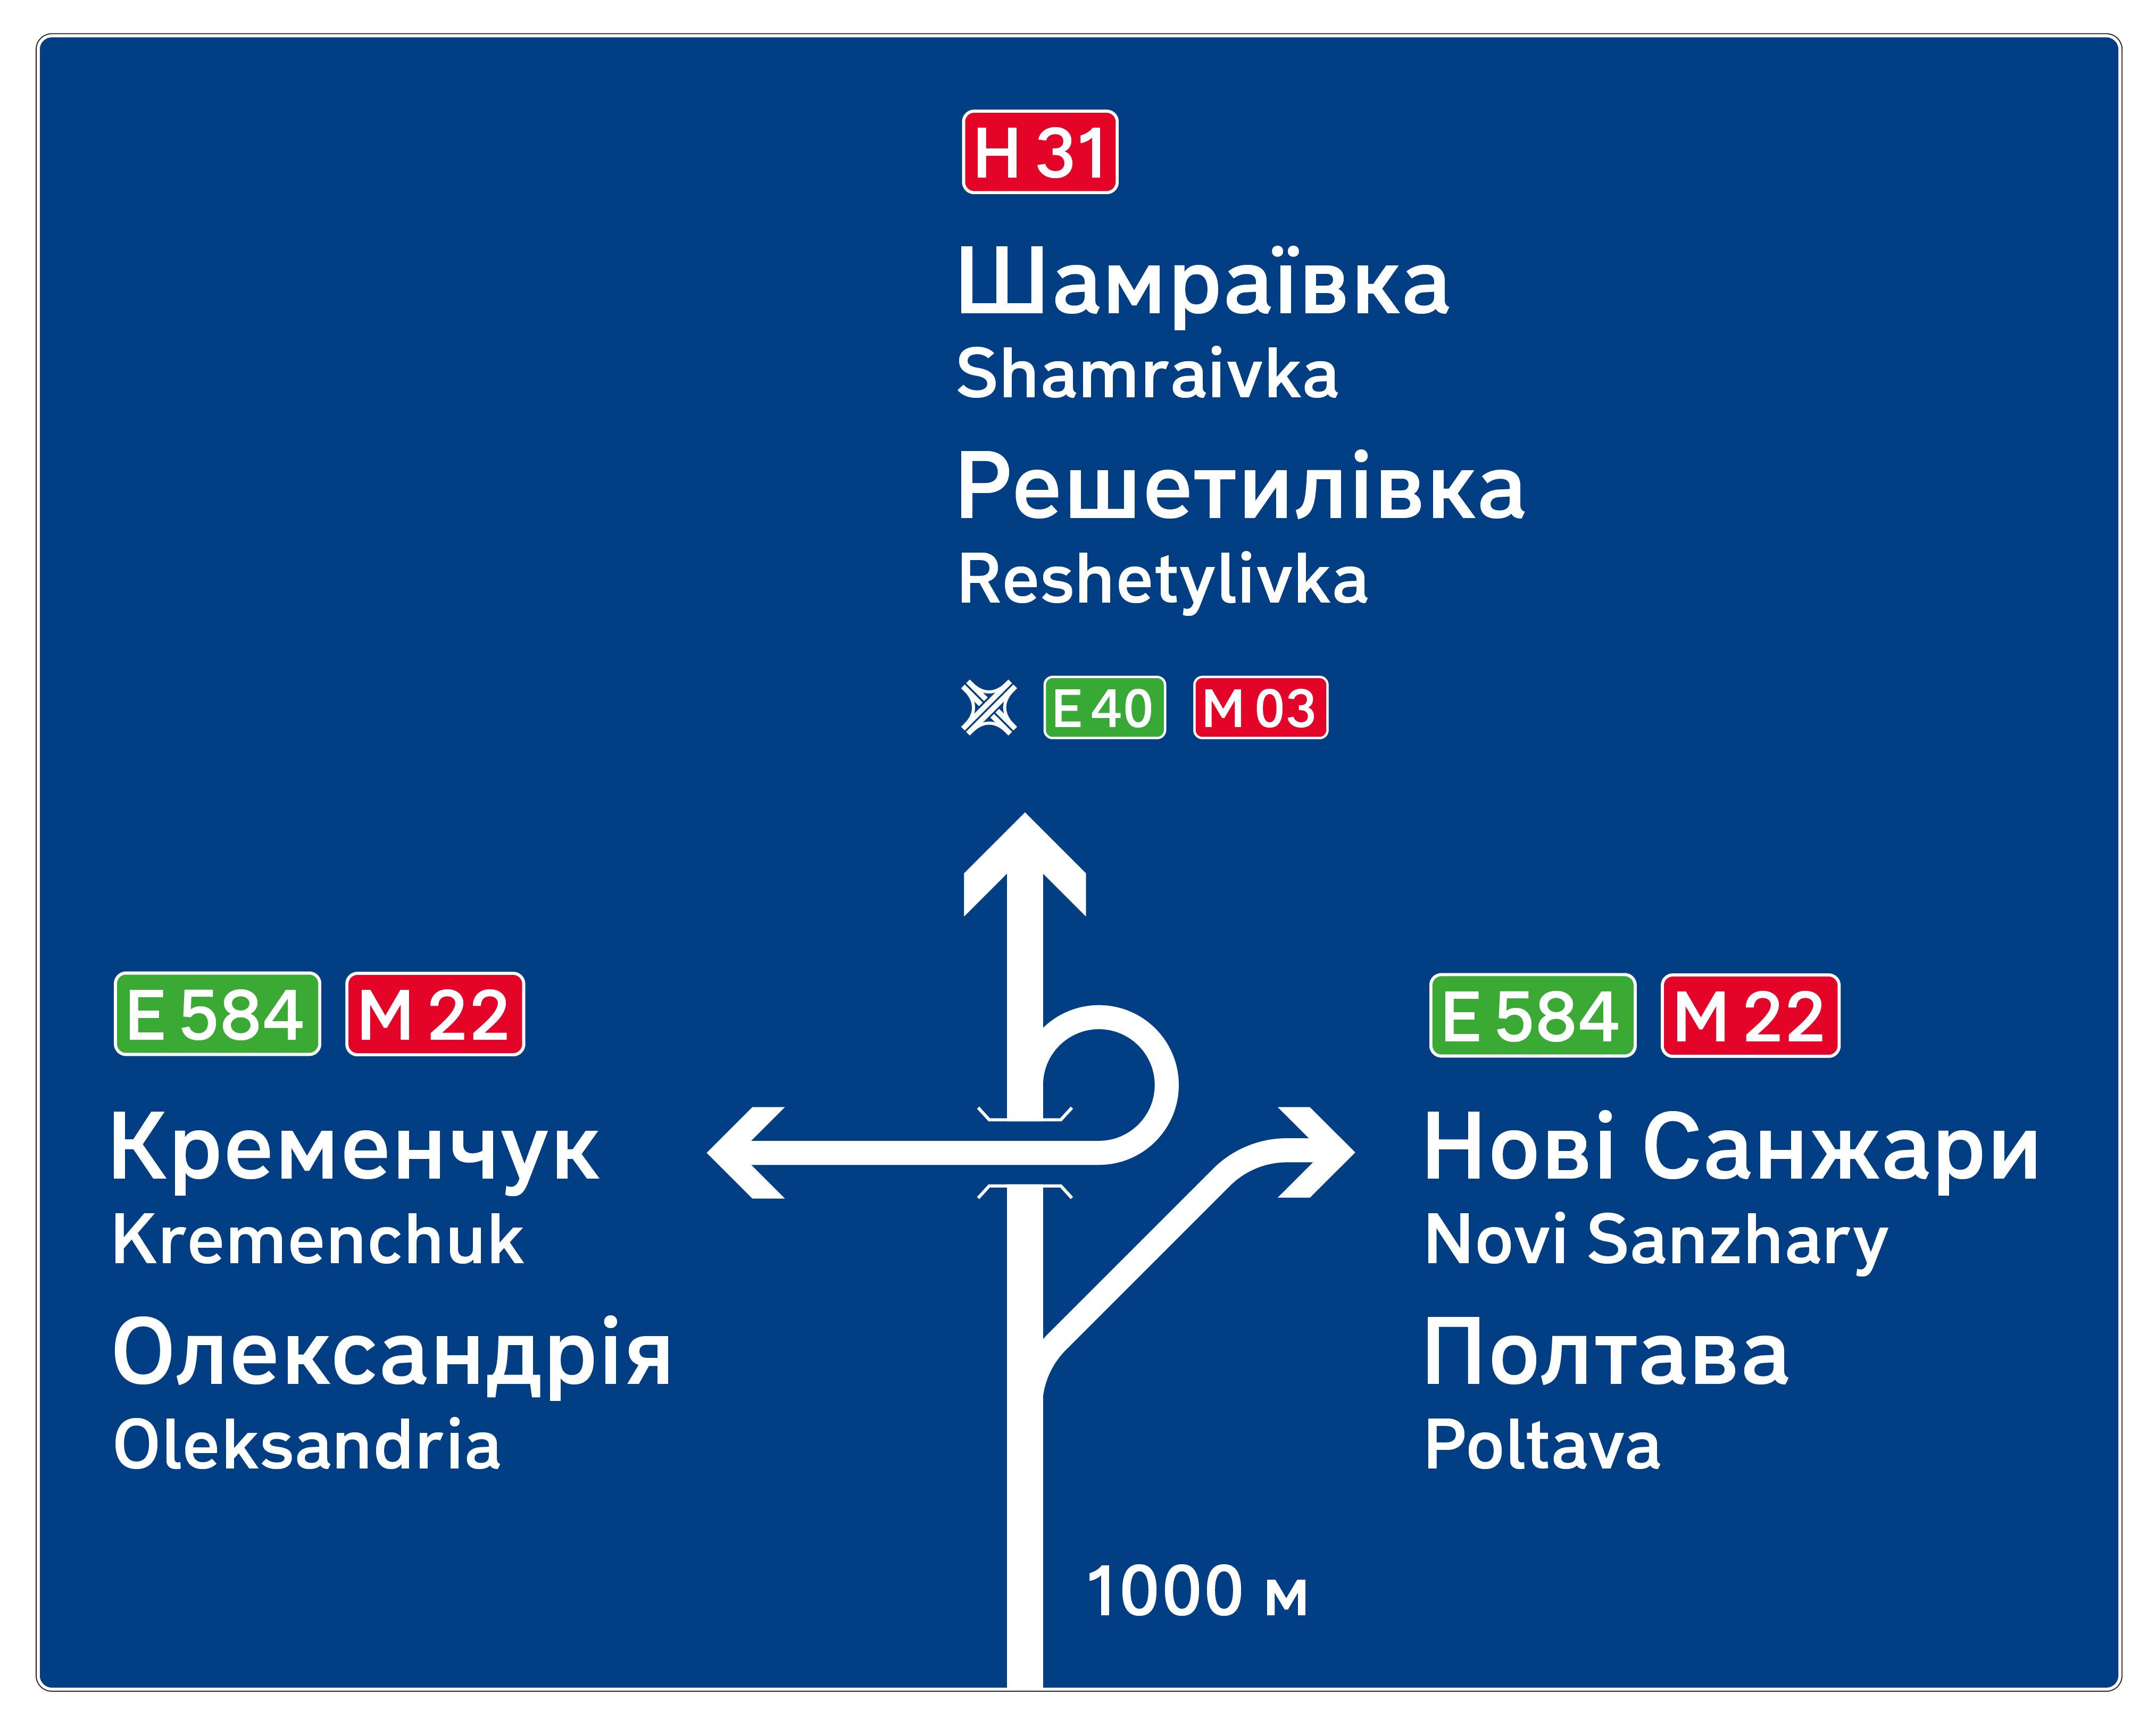 Н 31
Шамраївка
Shamraivka
Решетилівка
Reshetylivka
Е 40 М 03
Е 584 М 22
Кременчук
Kremenchuk
Олександрія
Oleksandria
Е 584 М 22
Нові Санжари
Novi Sanzhary
Полтава
Poltava
1000 м